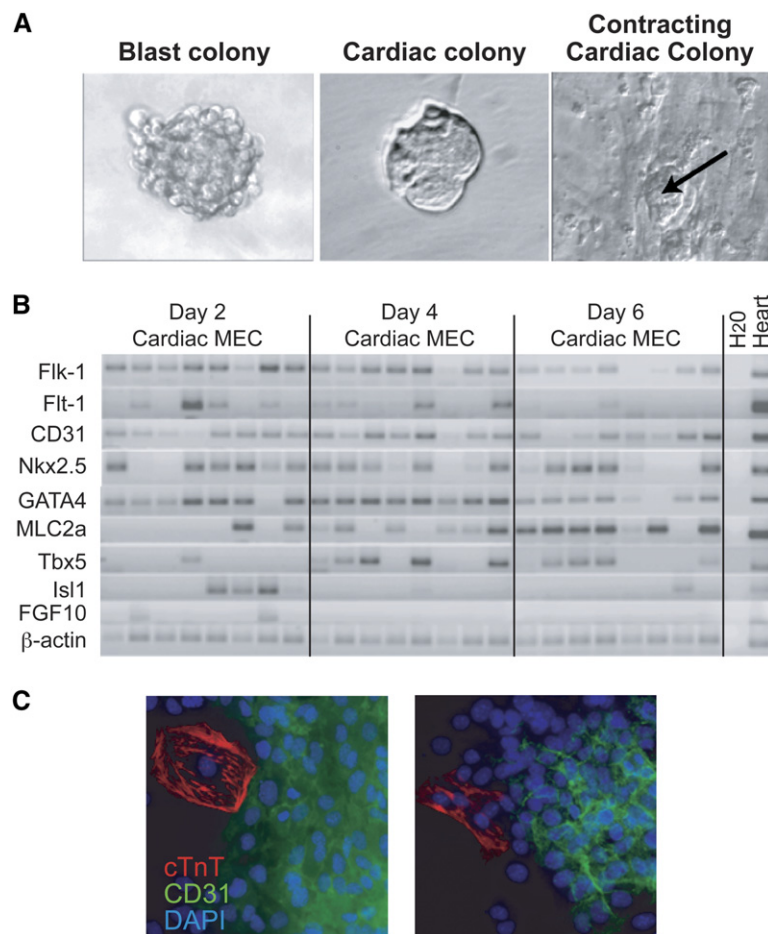 A
Blast colony
Cardiac colony
Contracting
Cardiac Colony
B
Day 2
Cardiac MEC
Day 4
Cardiac MEC
Day 6
Cardiac MEC
H20
Heart
Flk-1
Flt-1
CD31
Nkx2.5
GATA4
MLC2a
Tbx5
Isl1
FGF10
β-actin
C
cTnT
CD31
DAPI